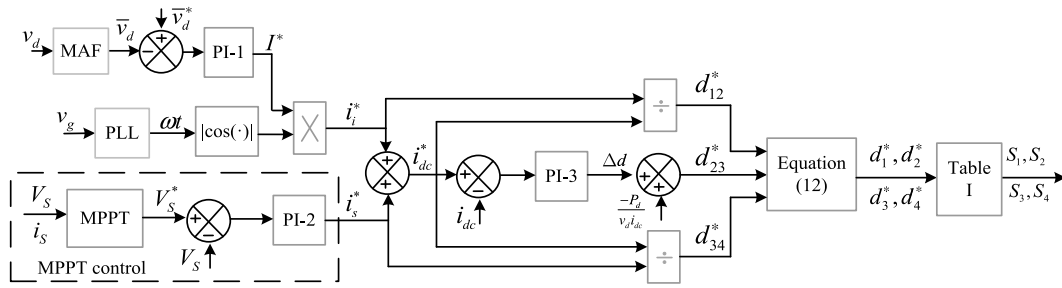 v_d
MAF
v̅_d
v̅_d^*
+
−
PI-1
I^*
v_g
PLL
ωt
|cos(·)|
×
i_i^*
÷
d_12^*
V_S
i_S
MPPT
V_S^*
+
−
V_S
PI-2
i_s^*
MPPT control
+
+
i_dc^*
+
−
i_dc
PI-3
Δd
+
+
−P_d
v_d i_dc
d_23^*
÷
d_34^*
Equation
(12)
d_1^*, d_2^*
d_3^*, d_4^*
Table
I
S_1, S_2
S_3, S_4